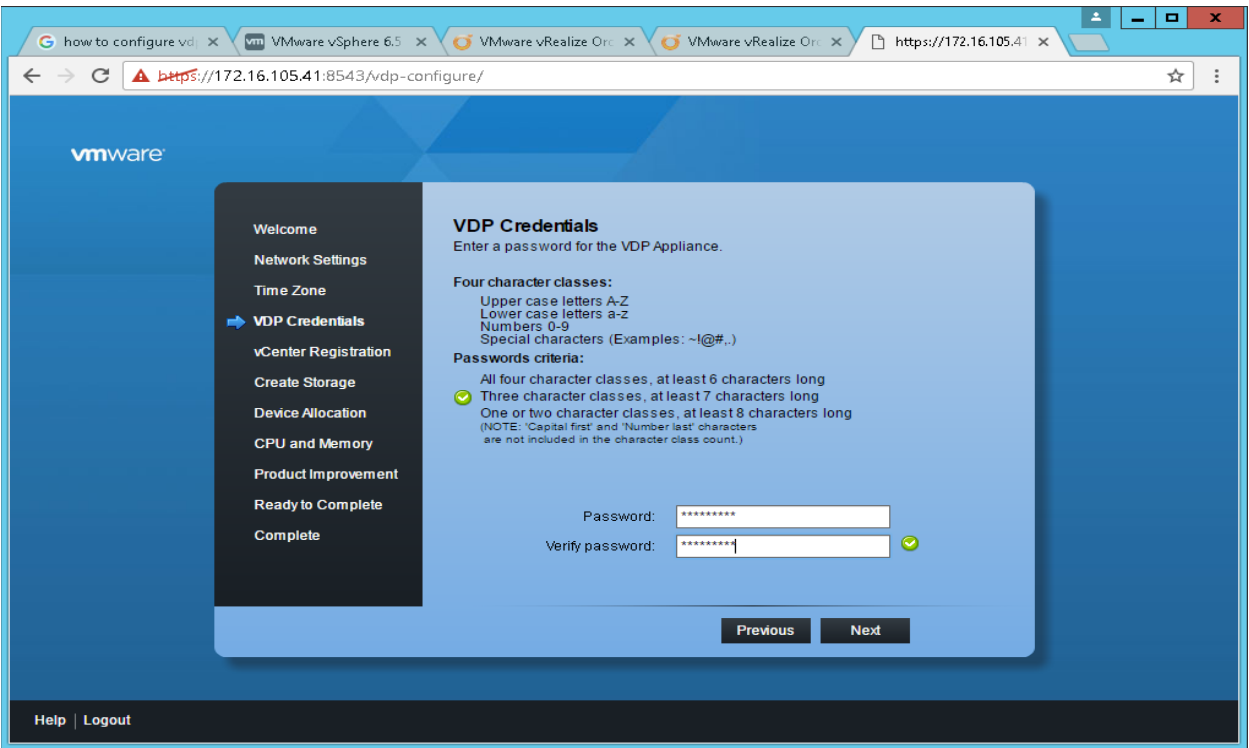 how to configure vdp
VMware vSphere 6.5
VMware vRealize Orc
VMware vRealize Orc
https://172.16.105.41
https://172.16.105.41:8543/vdp-configure/
vmware
Welcome
Network Settings
Time Zone
VDP Credentials
vCenter Registration
Create Storage
Device Allocation
CPU and Memory
Product Improvement
Ready to Complete
Complete
VDP Credentials
Enter a password for the VDP Appliance.
Four character classes:
Upper case letters A-Z
Lower case letters a-z
Numbers 0-9
Special characters (Examples: ~!@#,.)
Passwords criteria:
All four character classes, at least 6 characters long
Three character classes, at least 7 characters long
One or two character classes, at least 8 characters long
(NOTE: 'Capital first' and 'Number last' characters
are not included in the character class count.)
Password: *********
Verify password: *********
Previous Next
Help | Logout